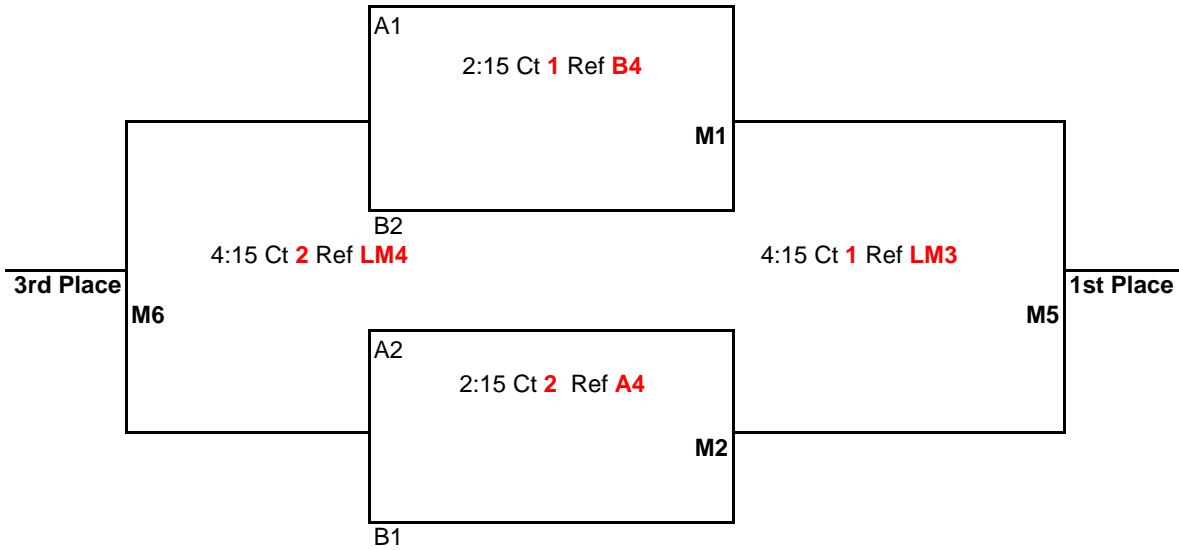 A1
2:15 Ct 1 Ref B4
M1
B2
4:15 Ct 2 Ref LM4
4:15 Ct 1 Ref LM3
3rd Place
1st Place
M6
M5
A2
2:15 Ct 2 Ref A4
M2
B1